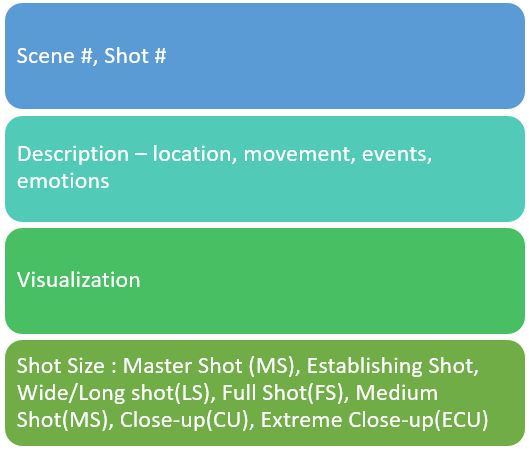 Scene #, Shot #
Description – location, movement, events,
emotions
Visualization
Shot Size : Master Shot (MS), Establishing Shot,
Wide/Long shot(LS), Full Shot(FS), Medium
Shot(MS), Close-up(CU), Extreme Close-up(ECU)